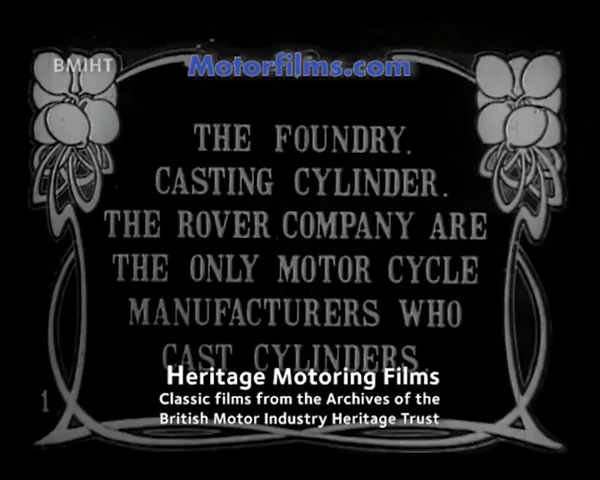 BMIHT
Motorfilms.com
THE FOUNDRY.
CASTING CYLINDER.
THE ROVER COMPANY ARE
THE ONLY MOTOR CYCLE
MANUFACTURERS WHO
CAST CYLINDERS.
Heritage Motoring Films
1
Classic films from the Archives of the
British Motor Industry Heritage Trust